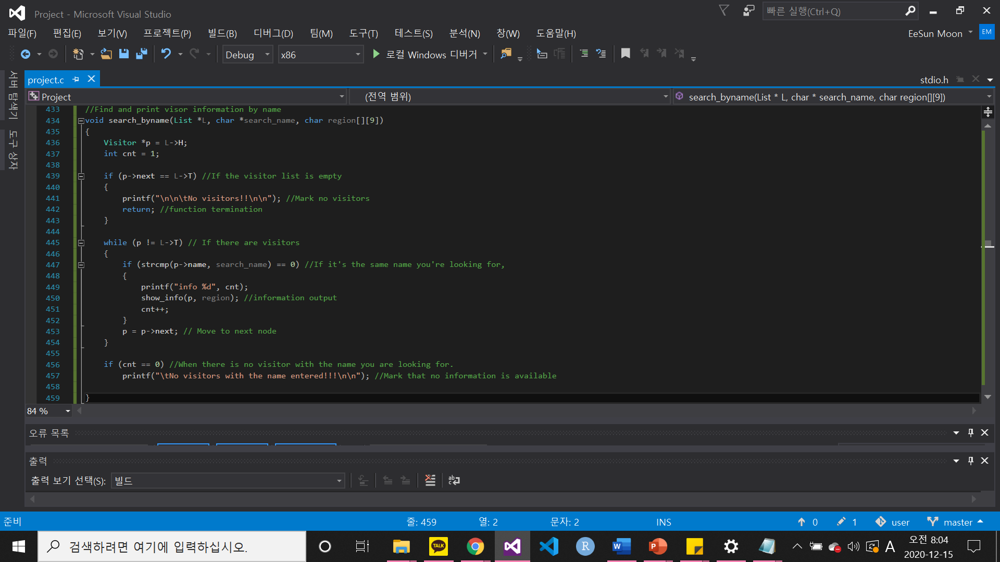 Project - Microsoft Visual Studio
빠른 실행(Ctrl+Q)
파일(F) 편집(E) 보기(V) 프로젝트(P) 빌드(B) 디버그(D) 팀(M) 도구(T) 테스트(S) 분석(N) 창(W) 도움말(H)
EeSun Moon
EM
Debug
x86
로컬 Windows 디버거
서버 탐색기
도구 상자
project.c
stdio.h
Project
(전역 범위)
search_byname(List * L, char * search_name, char region[][9])
433 //Find and print visor information by name
434 void search_byname(List *L, char *search_name, char region[][9])
435 {
436 Visitor *p = L->H;
437 int cnt = 1;
438
439 if (p->next == L->T) //If the visitor list is empty
440 {
441 printf("\n\n\tNo visitors!!\n\n"); //Mark no visitors
442 return; //function termination
443 }
444
445 while (p != L->T) // If there are visitors
446 {
447 if (strcmp(p->name, search_name) == 0) //If it's the same name you're looking for,
448 {
449 printf("info %d", cnt);
450 show_info(p, region); //information output
451 cnt++;
452 }
453 p = p->next; // Move to next node
454 }
455
456 if (cnt == 0) //When there is no visitor with the name you are looking for.
457 printf("\tNo visitors with the name entered!!!\n\n"); //Mark that no information is available
458
459 }
84 %
오류 목록
출력
출력 보기 선택(S): 빌드
준비
줄: 459
열: 2
문자: 2
INS
0
1
user
master
검색하려면 여기에 입력하십시오.
TALK
R
W
P
A
오전 8:04
2020-12-15